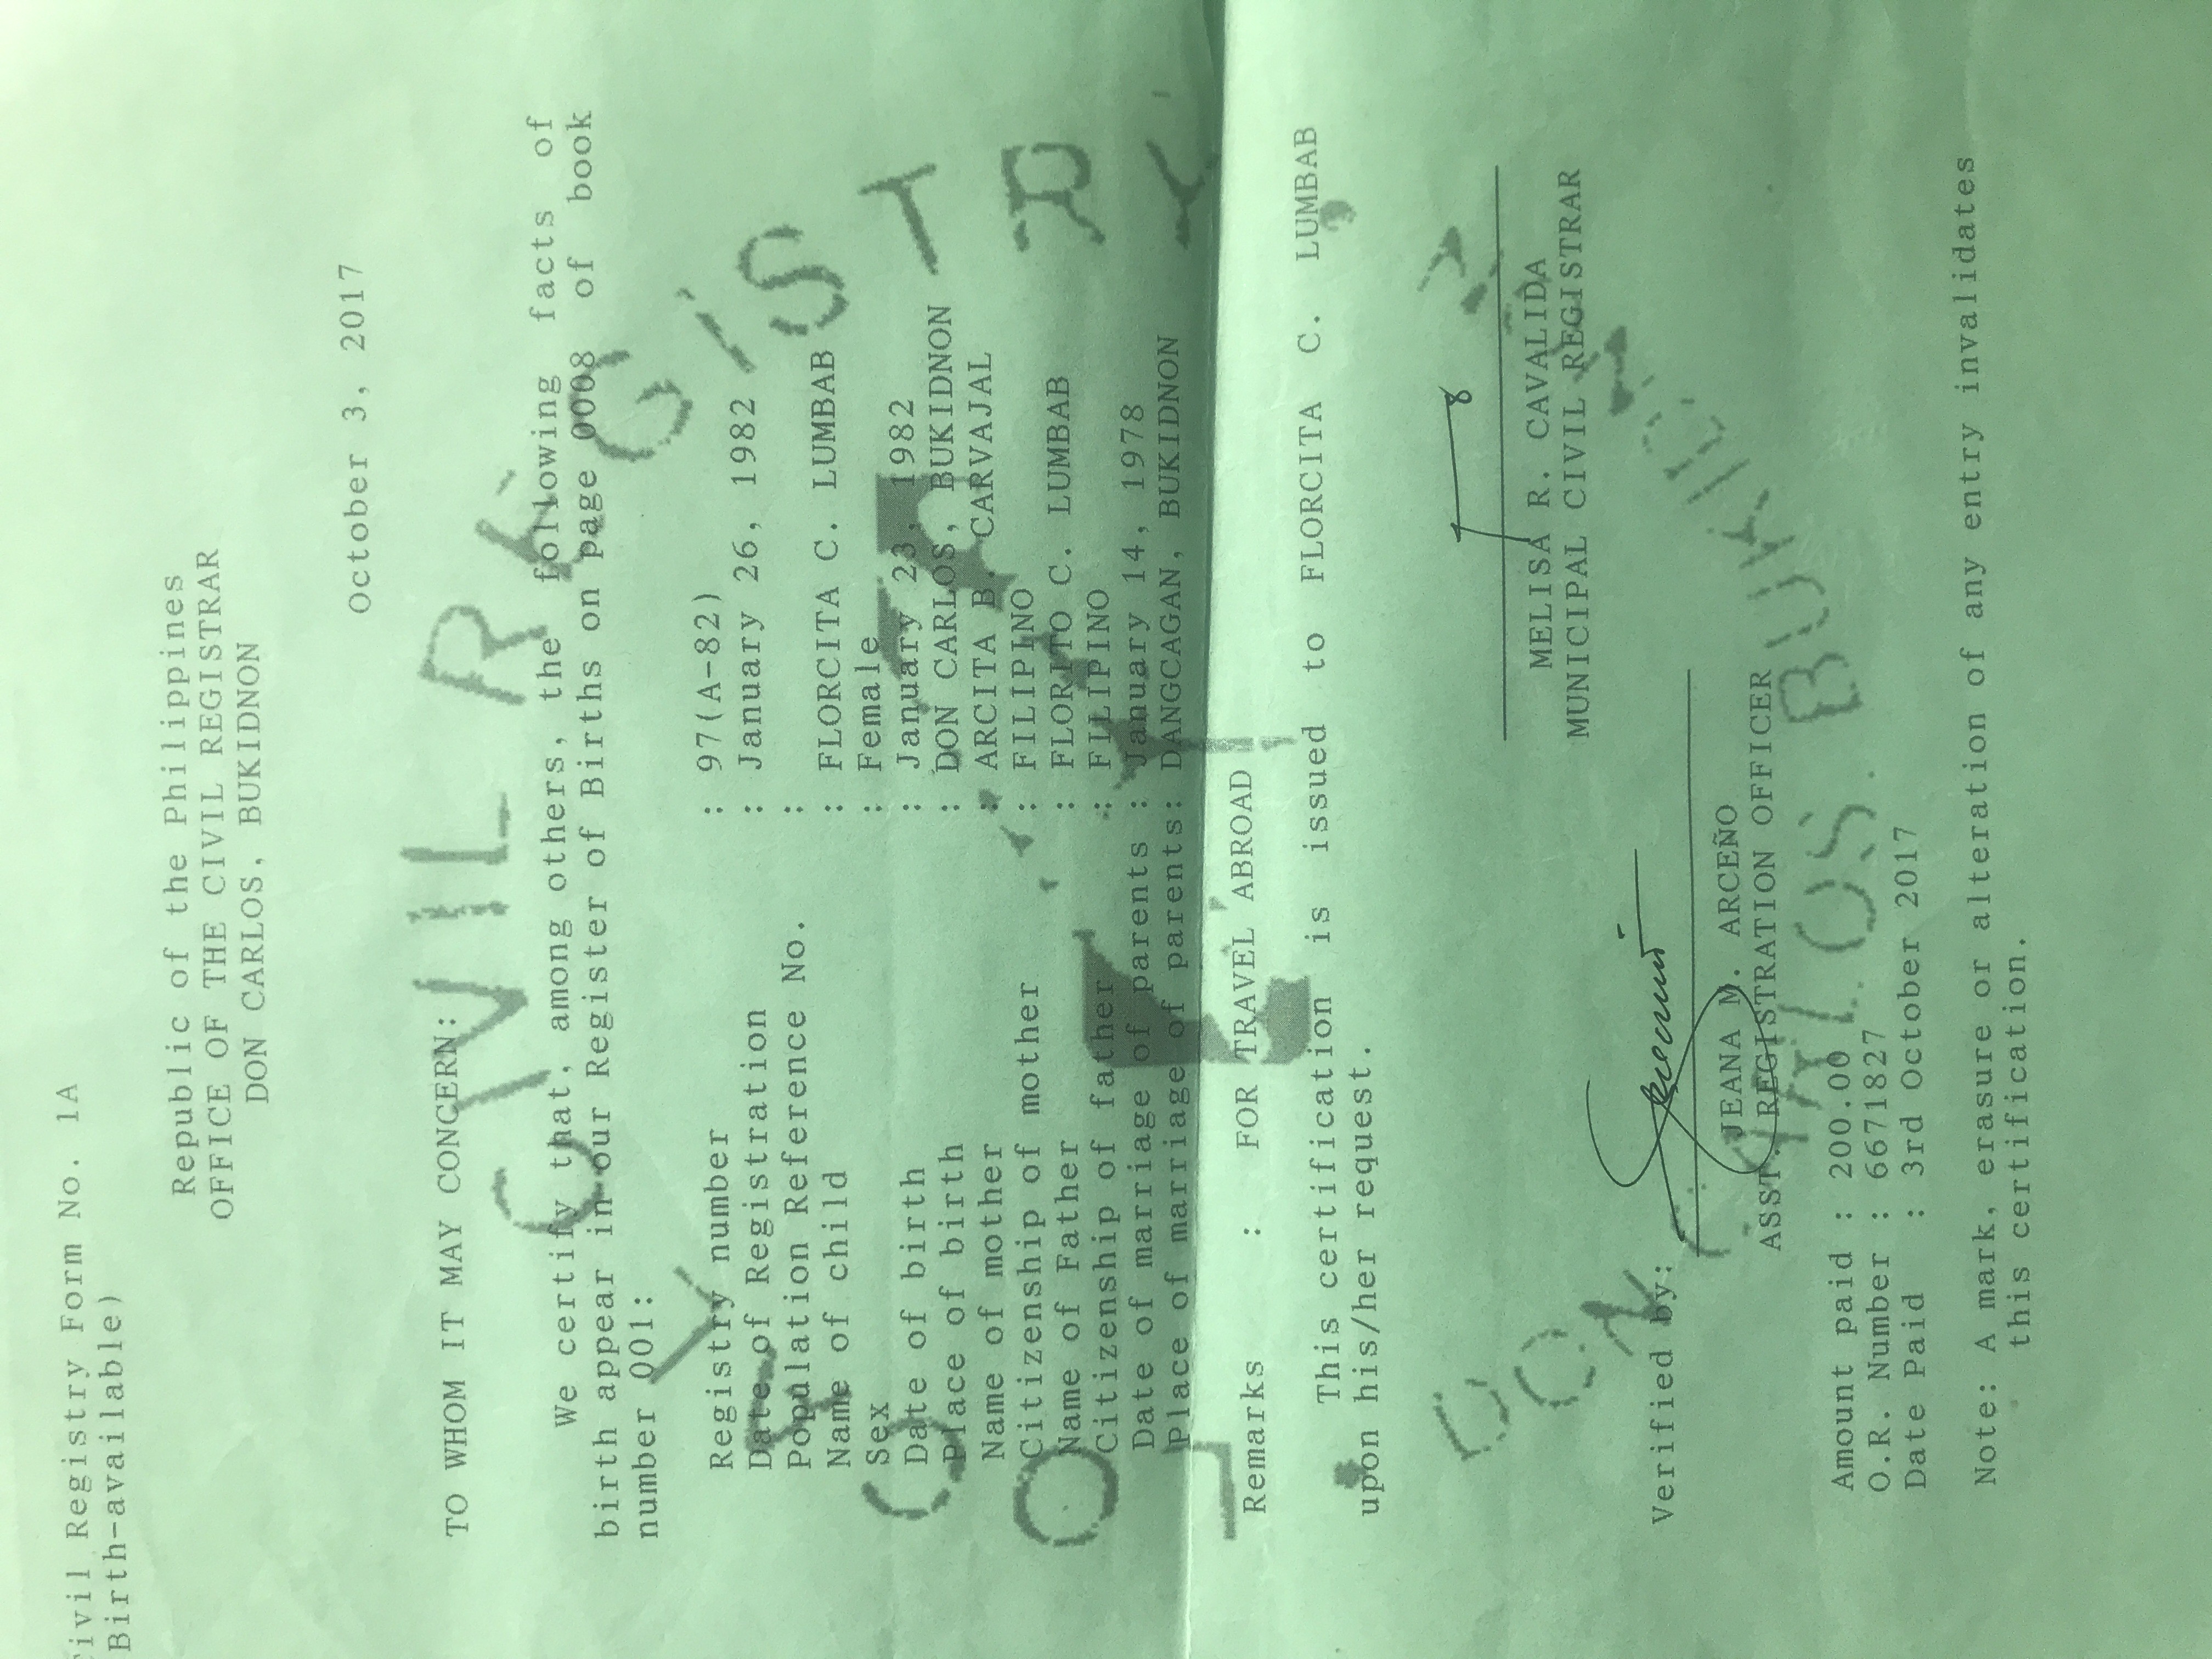 Civil Registry Form No. 1A
Birth-available)
Republic of the Philippines
OFFICE OF THE CIVIL REGISTRAR
DON CARLOS, BUKIDNON
October 3, 2017
TO WHOM IT MAY CONCERN:
We certify that, among others, the following facts of
birth appear in our Register of Births on page 0008 of book
number 001:
Registry number : 97(A-82)
Date of Registration : January 26, 1982
Population Reference No. :
Name of child : FLORCITA C. LUMBAB
Sex : Female
Date of birth : January 23, 1982
Place of birth : DON CARLOS, BUKIDNON
Name of mother : ARCITA B. CARVAJAL
Citizenship of mother : FILIPINO
Name of Father : FLORITO C. LUMBAB
Citizenship of father : FILIPINO
Date of marriage of parents : January 14, 1978
Place of marriage of parents: DANGCAGAN, BUKIDNON
Remarks : FOR TRAVEL ABROAD
This certification is issued to FLORCITA C. LUMBAB
upon his/her request.
MELISA R. CAVALIDA
MUNICIPAL CIVIL REGISTRAR
Verified by:
JEANA M. ARCEÑO
ASST. REGISTRATION OFFICER
Amount paid : 200.00
O.R. Number : 6671827
Date Paid : 3rd October 2017
Note: A mark, erasure or alteration of any entry invalidates
this certification.
CIVIL REGISTRY